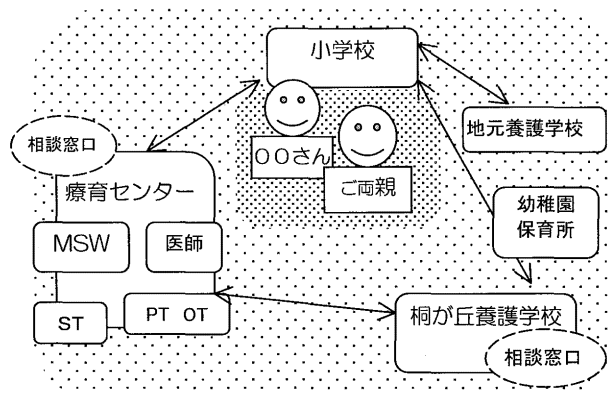 小学校
地元養護学校
相談窓口
○○さん
療育センター
ご両親
幼稚園
保育所
MSW
医師
ST
PT OT
桐が丘養護学校
相談窓口